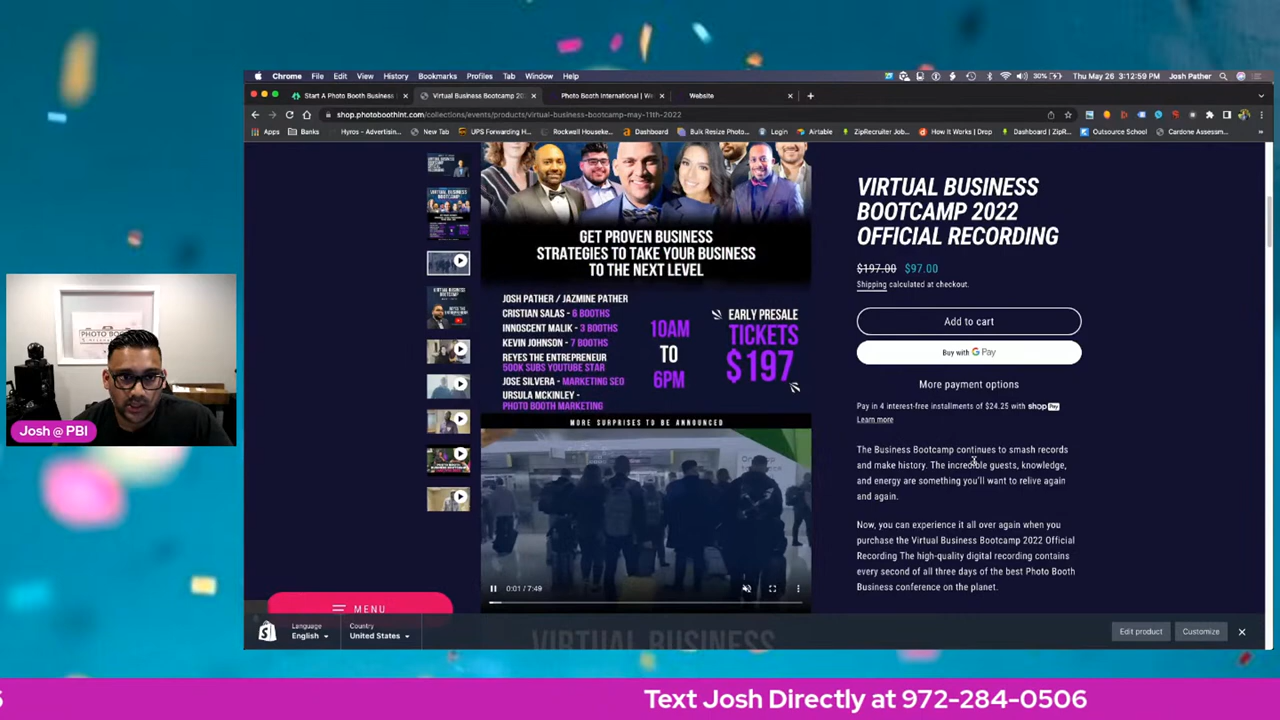 Chrome File Edit View History Bookmarks Profiles Tab Window Help
30% Thu May 26 3:12:59 PM Josh Pather
Start A Photo Booth Business
Virtual Business Bootcamp 202
Photo Booth International | We
Website
shop.photoboothint.com/collections/events/products/virtual-business-bootcamp-may-11th-2022
Apps Banks Hyros - Advertisin... New Tab UPS Forwarding H... Rockwell Houseke... Dashboard Bulk Resize Photo... Login Airtable ZipRecruiter Job... How It Works | Drop Dashboard | ZipR... Outsource School Cardone Assessm...
GET PROVEN BUSINESS
STRATEGIES TO TAKE YOUR BUSINESS
TO THE NEXT LEVEL
JOSH PATHER / JAZMINE PATHER
CRISTIAN SALAS - 6 BOOTHS
INNOSCENT MALIK - 3 BOOTHS
KEVIN JOHNSON - 7 BOOTHS
REYES THE ENTREPRENEUR
500K SUBS YOUTUBE STAR
JOSE SILVERA - MARKETING SEO
URSULA MCKINLEY -
PHOTO BOOTH MARKETING
10AM
TO
6PM
EARLY PRESALE
TICKETS
$197
MORE SURPRISES TO BE ANNOUNCED
0:01 / 7:49
VIRTUAL BUSINESS
VIRTUAL BUSINESS
BOOTCAMP 2022
OFFICIAL RECORDING
$197.00 $97.00
Shipping calculated at checkout.
Add to cart
Buy with G Pay
More payment options
Pay in 4 interest-free installments of $24.25 with shop Pay
Learn more
The Business Bootcamp continues to smash records
and make history. The incredible guests, knowledge,
and energy are something you'll want to relive again
and again.
Now, you can experience it all over again when you
purchase the Virtual Business Bootcamp 2022 Official
Recording The high-quality digital recording contains
every second of all three days of the best Photo Booth
Business conference on the planet.
MENU
Language
English
Country
United States
Edit product
Customize
Josh @ PBI
Text Josh Directly at 972-284-0506